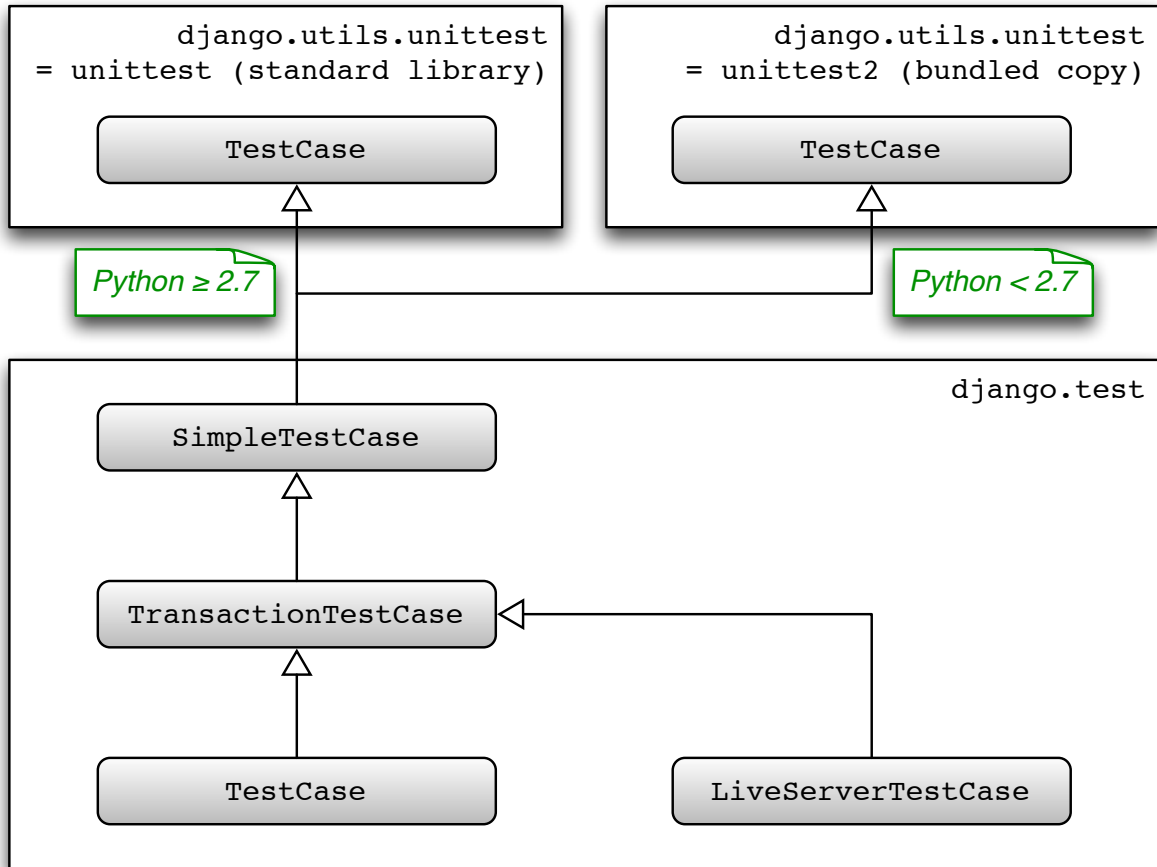 django.utils.unittest
= unittest (standard library)
TestCase
django.utils.unittest
= unittest2 (bundled copy)
TestCase
Python ≥ 2.7
Python < 2.7
django.test
SimpleTestCase
TransactionTestCase
TestCase
LiveServerTestCase